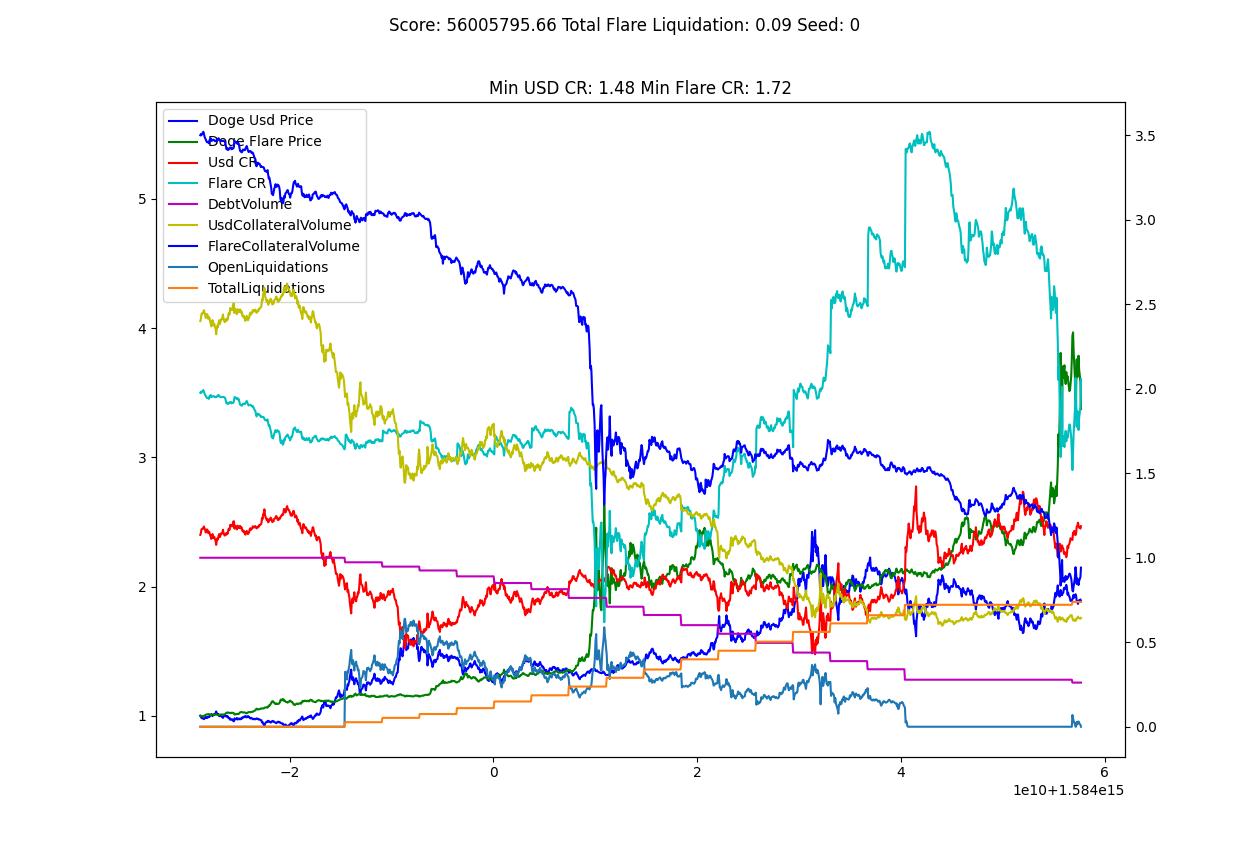 Score: 56005795.66 Total Flare Liquidation: 0.09 Seed: 0
Min USD CR: 1.48 Min Flare CR: 1.72
Doge Usd Price
Doge Flare Price
Usd CR
Flare CR
DebtVolume
UsdCollateralVolume
FlareCollateralVolume
OpenLiquidations
TotalLiquidations
5
4
3
2
1
3.5
3.0
2.5
2.0
1.5
1.0
0.5
0.0
−2
0
2
4
6
1e10+1.584e15